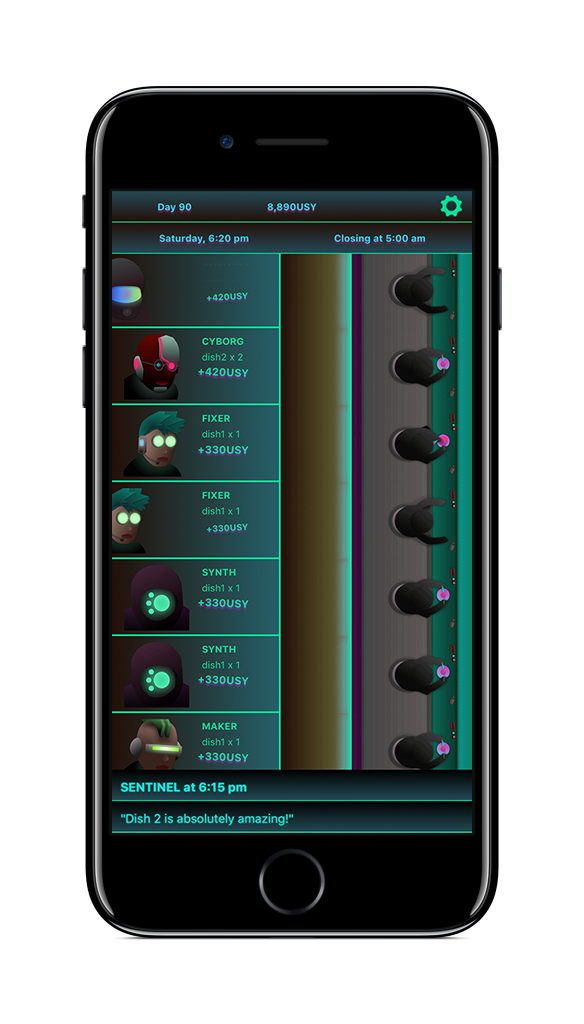 Day 90
8,890USY
Saturday, 6:20 pm
Closing at 5:00 am
+420USY
CYBORG
dish2 x 2
+420USY
FIXER
dish1 x 1
+330USY
FIXER
dish1 x 1
+330USY
SYNTH
dish1 x 1
+330USY
SYNTH
dish1 x 1
+330USY
MAKER
dish1 x 1
+330USY
SENTINEL at 6:15 pm
"Dish 2 is absolutely amazing!"